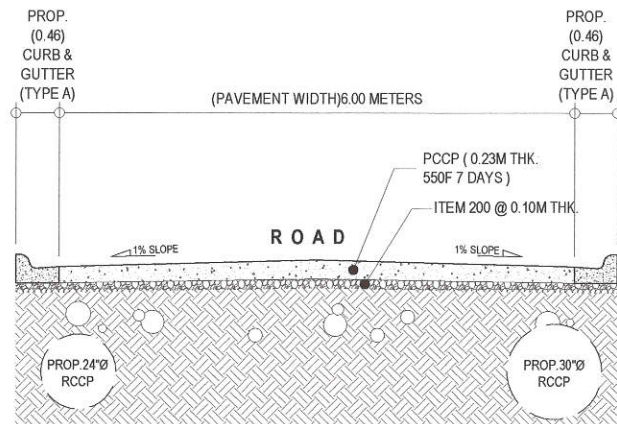 PROP.
(0.46)
CURB &
GUTTER
(TYPE A)
PROP.
(0.46)
CURB &
GUTTER
(TYPE A)
(PAVEMENT WIDTH)6.00 METERS
PCCP ( 0.23M THK.
550F 7 DAYS )
ITEM 200 @ 0.10M THK.
ROAD
1% SLOPE
1% SLOPE
PROP.24"Ø
RCCP
PROP.30"Ø
RCCP